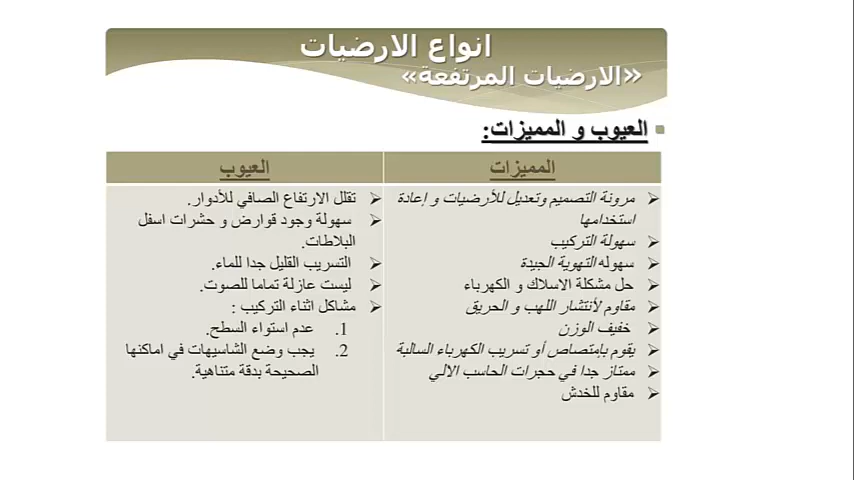 انواع الارضيات
«الارضيات المرتفعة»
العيوب و المميزات:
المميزات
مرونة التصميم وتعديل للأرضيات و إعادة
استخدامها
سهولة التركيب
سهوله التهوية الجيدة
حل مشكلة الاسلاك و الكهرباء
مقاوم لأنتشار اللهب و الحريق
خفيف الوزن
يقوم بامتصاص أو تسريب الكهرباء السالبة
ممتاز جدا في حجرات الحاسب الالي
مقاوم للخدش
العيوب
تقلل الارتفاع الصافي للأدوار.
سهولة وجود قوارض و حشرات اسفل
البلاطات.
التسريب القليل جدا للماء.
ليست عازلة تماما للصوت.
مشاكل اثناء التركيب :
1. عدم استواء السطح.
2. يجب وضع الشاسيهات في اماكنها
الصحيحة بدقة متناهية.